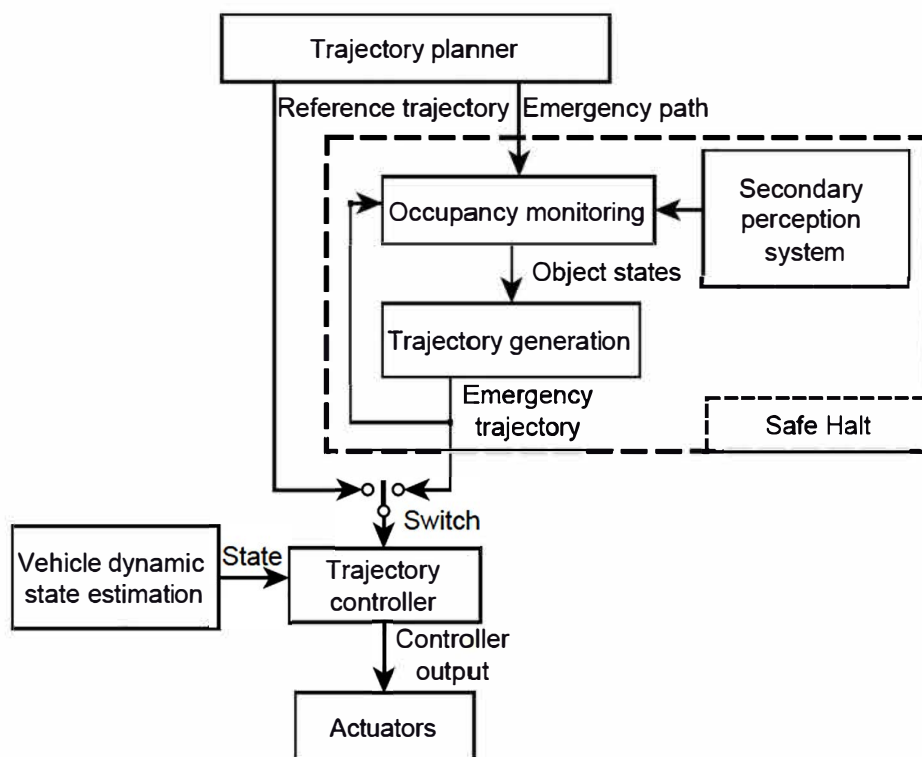 Trajectory planner
Reference trajectory
Emergency path
Occupancy monitoring
Secondary
perception
system
Object states
Trajectory generation
Emergency
trajectory
Safe Halt
Switch
Vehicle dynamic
state estimation
State
Trajectory
controller
Controller
output
Actuators